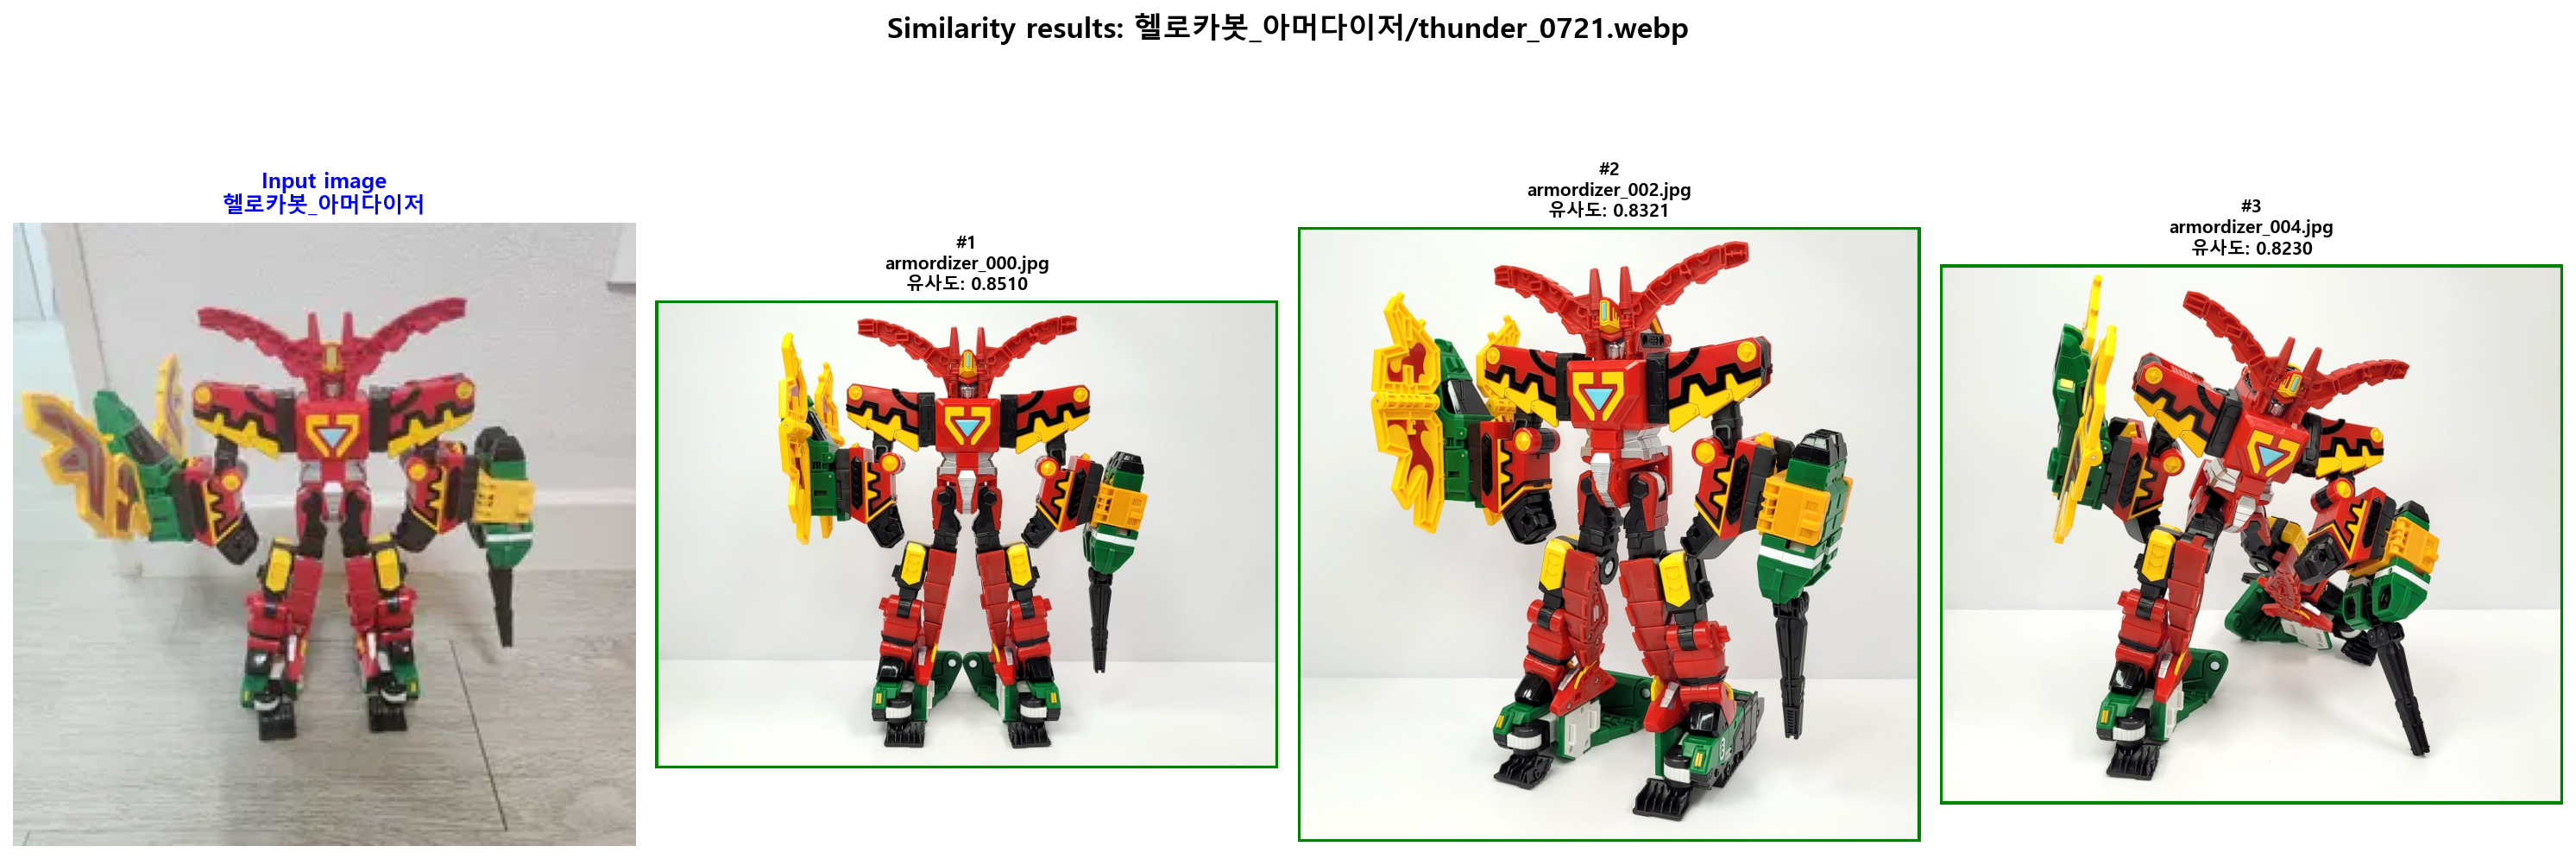 Similarity results: 헬로카봇_아머다이저/thunder_0721.webp
Input image
헬로카봇_아머다이저
#1
armordizer_000.jpg
유사도: 0.8510
#2
armordizer_002.jpg
유사도: 0.8321
#3
armordizer_004.jpg
유사도: 0.8230